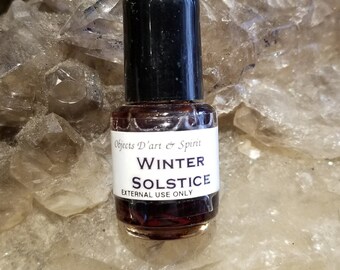 Objects D'art & Spirit
WINTER
SOLSTICE
EXTERNAL USE ONLY